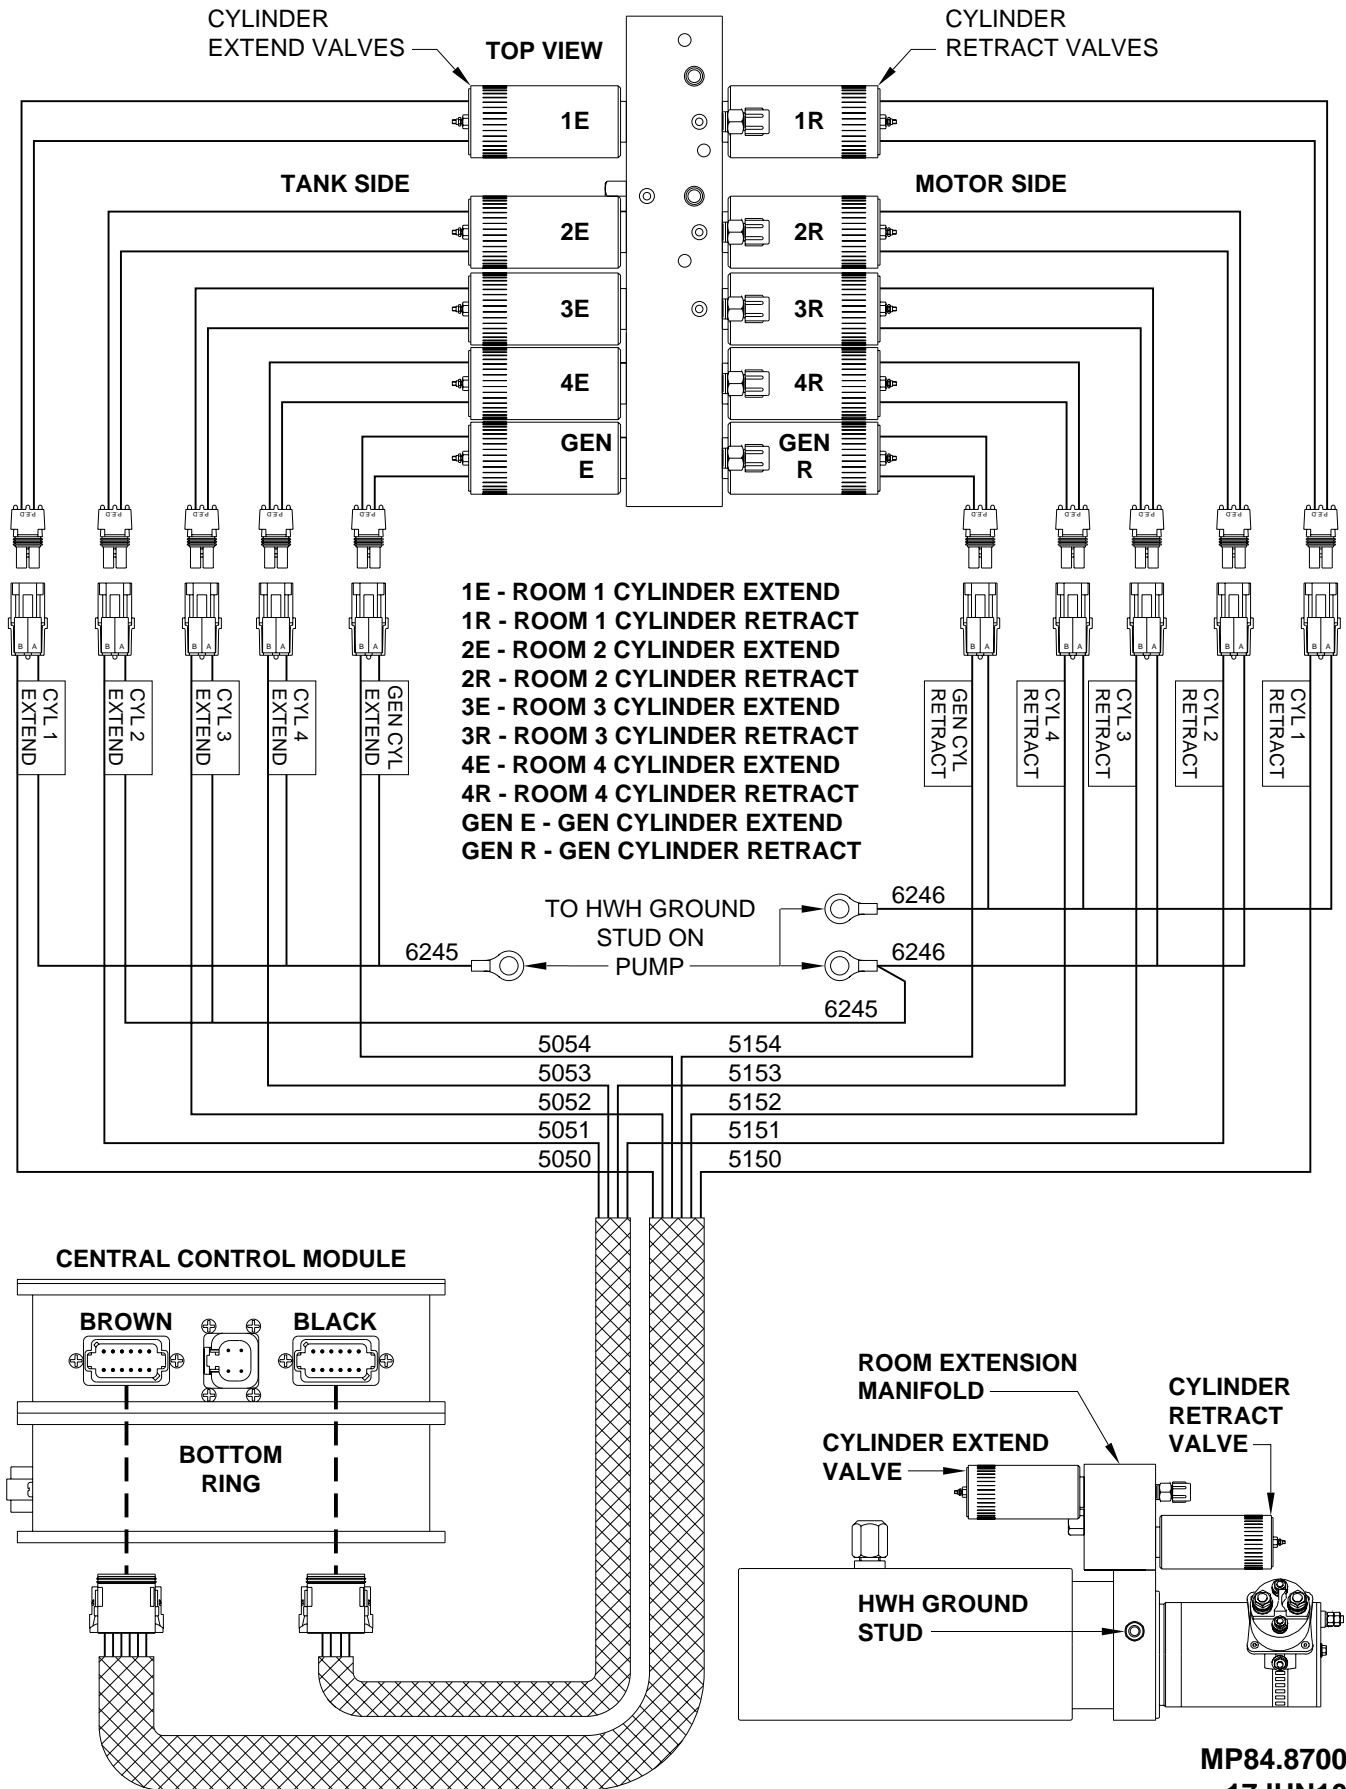 CYLINDER
EXTEND VALVES
TOP VIEW
CYLINDER
RETRACT VALVES
1E
1R
TANK SIDE
MOTOR SIDE
2E
2R
3E
3R
4E
4R
GEN
E
GEN
R
P.E.D
P.E.D
P.E.D
P.E.D
P.E.D
P.E.D
P.E.D
P.E.D
P.E.D
P.E.D
B A
B A
B A
B A
B A
B A
B A
B A
B A
B A
CYL 1
EXTEND
CYL 2
EXTEND
CYL 3
EXTEND
CYL 4
EXTEND
GEN CYL
EXTEND
1E - ROOM 1 CYLINDER EXTEND
1R - ROOM 1 CYLINDER RETRACT
2E - ROOM 2 CYLINDER EXTEND
2R - ROOM 2 CYLINDER RETRACT
3E - ROOM 3 CYLINDER EXTEND
3R - ROOM 3 CYLINDER RETRACT
4E - ROOM 4 CYLINDER EXTEND
4R - ROOM 4 CYLINDER RETRACT
GEN E - GEN CYLINDER EXTEND
GEN R - GEN CYLINDER RETRACT
GEN CYL
RETRACT
CYL 4
RETRACT
CYL 3
RETRACT
CYL 2
RETRACT
CYL 1
RETRACT
TO HWH GROUND
STUD ON
PUMP
6246
6245
6246
6245
5054
5154
5053
5153
5052
5152
5051
5151
5050
5150
CENTRAL CONTROL MODULE
BROWN
BLACK
BOTTOM
RING
ROOM EXTENSION
MANIFOLD
CYLINDER
RETRACT
VALVE
CYLINDER EXTEND
VALVE
HWH GROUND
STUD
MP84.8700